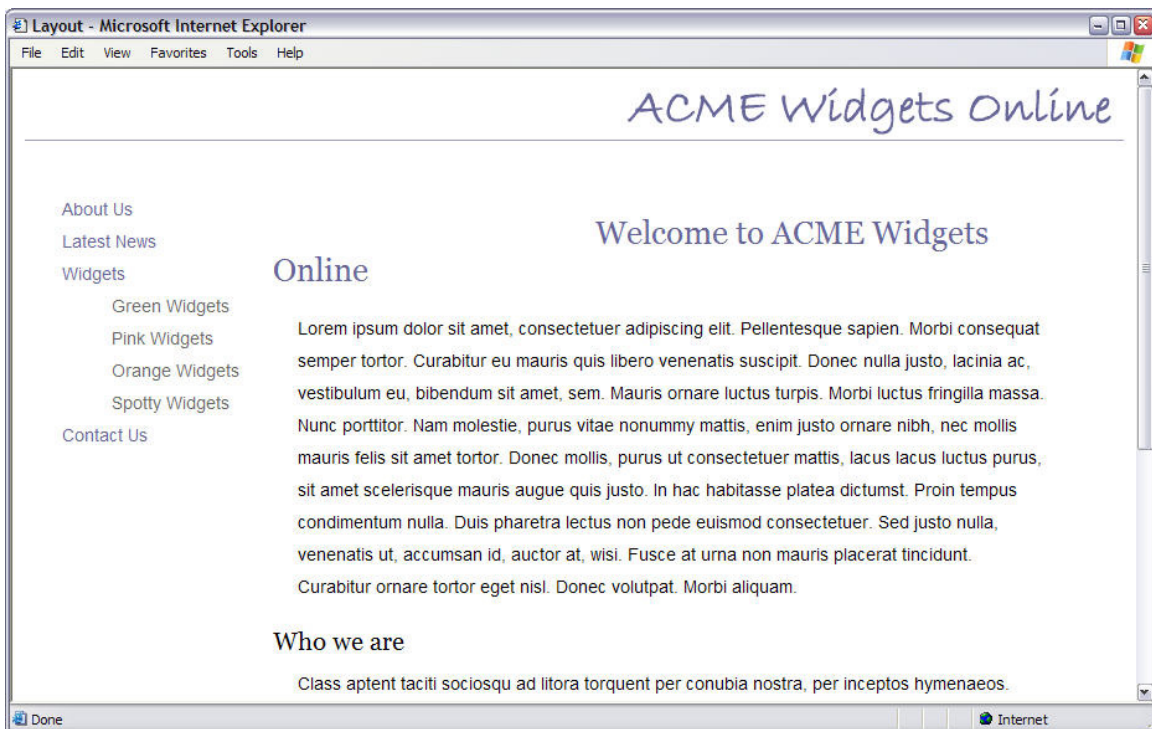 Layout - Microsoft Internet Explorer
File Edit View Favorites Tools Help
ACME Widgets Online
About Us
Latest News
Widgets
Green Widgets
Pink Widgets
Orange Widgets
Spotty Widgets
Contact Us
Welcome to ACME Widgets
Online
Lorem ipsum dolor sit amet, consectetuer adipiscing elit. Pellentesque sapien. Morbi consequat
semper tortor. Curabitur eu mauris quis libero venenatis suscipit. Donec nulla justo, lacinia ac,
vestibulum eu, bibendum sit amet, sem. Mauris ornare luctus turpis. Morbi luctus fringilla massa.
Nunc porttitor. Nam molestie, purus vitae nonummy mattis, enim justo ornare nibh, nec mollis
mauris felis sit amet tortor. Donec mollis, purus ut consectetuer mattis, lacus lacus luctus purus,
sit amet scelerisque mauris augue quis justo. In hac habitasse platea dictumst. Proin tempus
condimentum nulla. Duis pharetra lectus non pede euismod consectetuer. Sed justo nulla,
venenatis ut, accumsan id, auctor at, wisi. Fusce at urna non mauris placerat tincidunt.
Curabitur ornare tortor eget nisl. Donec volutpat. Morbi aliquam.
Who we are
Class aptent taciti sociosqu ad litora torquent per conubia nostra, per inceptos hymenaeos.
Done
Internet